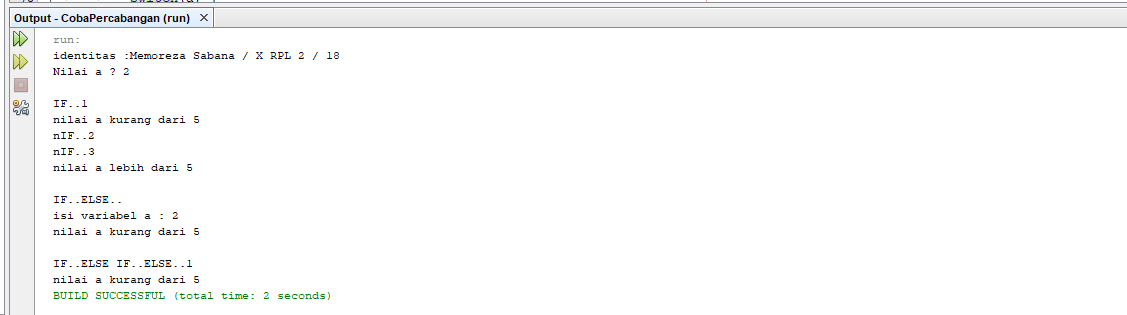 Output - CobaPercabangan (run) ×
run:
identitas :Memoreza Sabana / X RPL 2 / 18
Nilai a ? 2
IF..1
nilai a kurang dari 5
nIF..2
nIF..3
nilai a lebih dari 5
IF..ELSE..
isi variabel a : 2
nilai a kurang dari 5
IF..ELSE IF..ELSE..1
nilai a kurang dari 5
BUILD SUCCESSFUL (total time: 2 seconds)